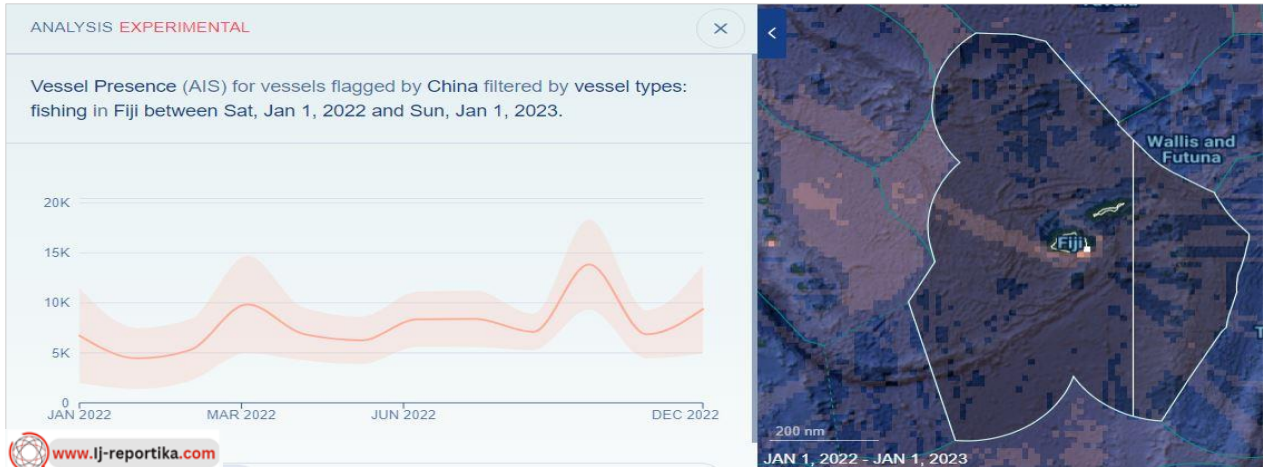 ANALYSIS EXPERIMENTAL
Vessel Presence (AIS) for vessels flagged by China filtered by vessel types:
fishing in Fiji between Sat, Jan 1, 2022 and Sun, Jan 1, 2023.
20K
15K
10K
5K
0
JAN 2022
MAR 2022
JUN 2022
DEC 2022
www.lj-reportika.com
Wallis and
Futuna
Fiji
200 nm
JAN 1, 2022 - JAN 1, 2023